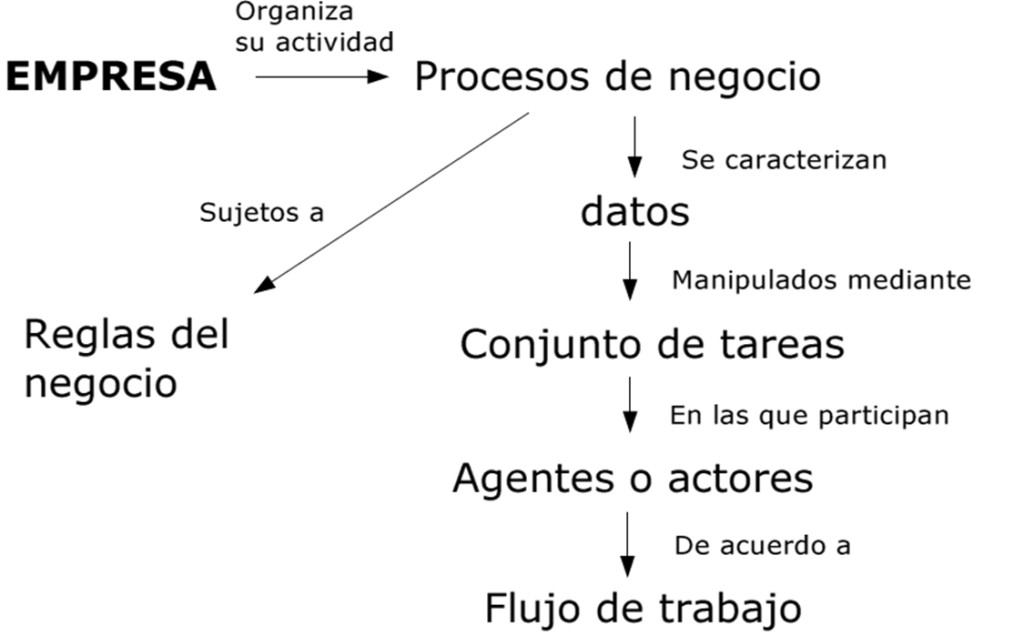 Organiza
su actividad
EMPRESA
Procesos de negocio
Se caracterizan
Sujetos a
datos
Manipulados mediante
Reglas del
negocio
Conjunto de tareas
En las que participan
Agentes o actores
De acuerdo a
Flujo de trabajo